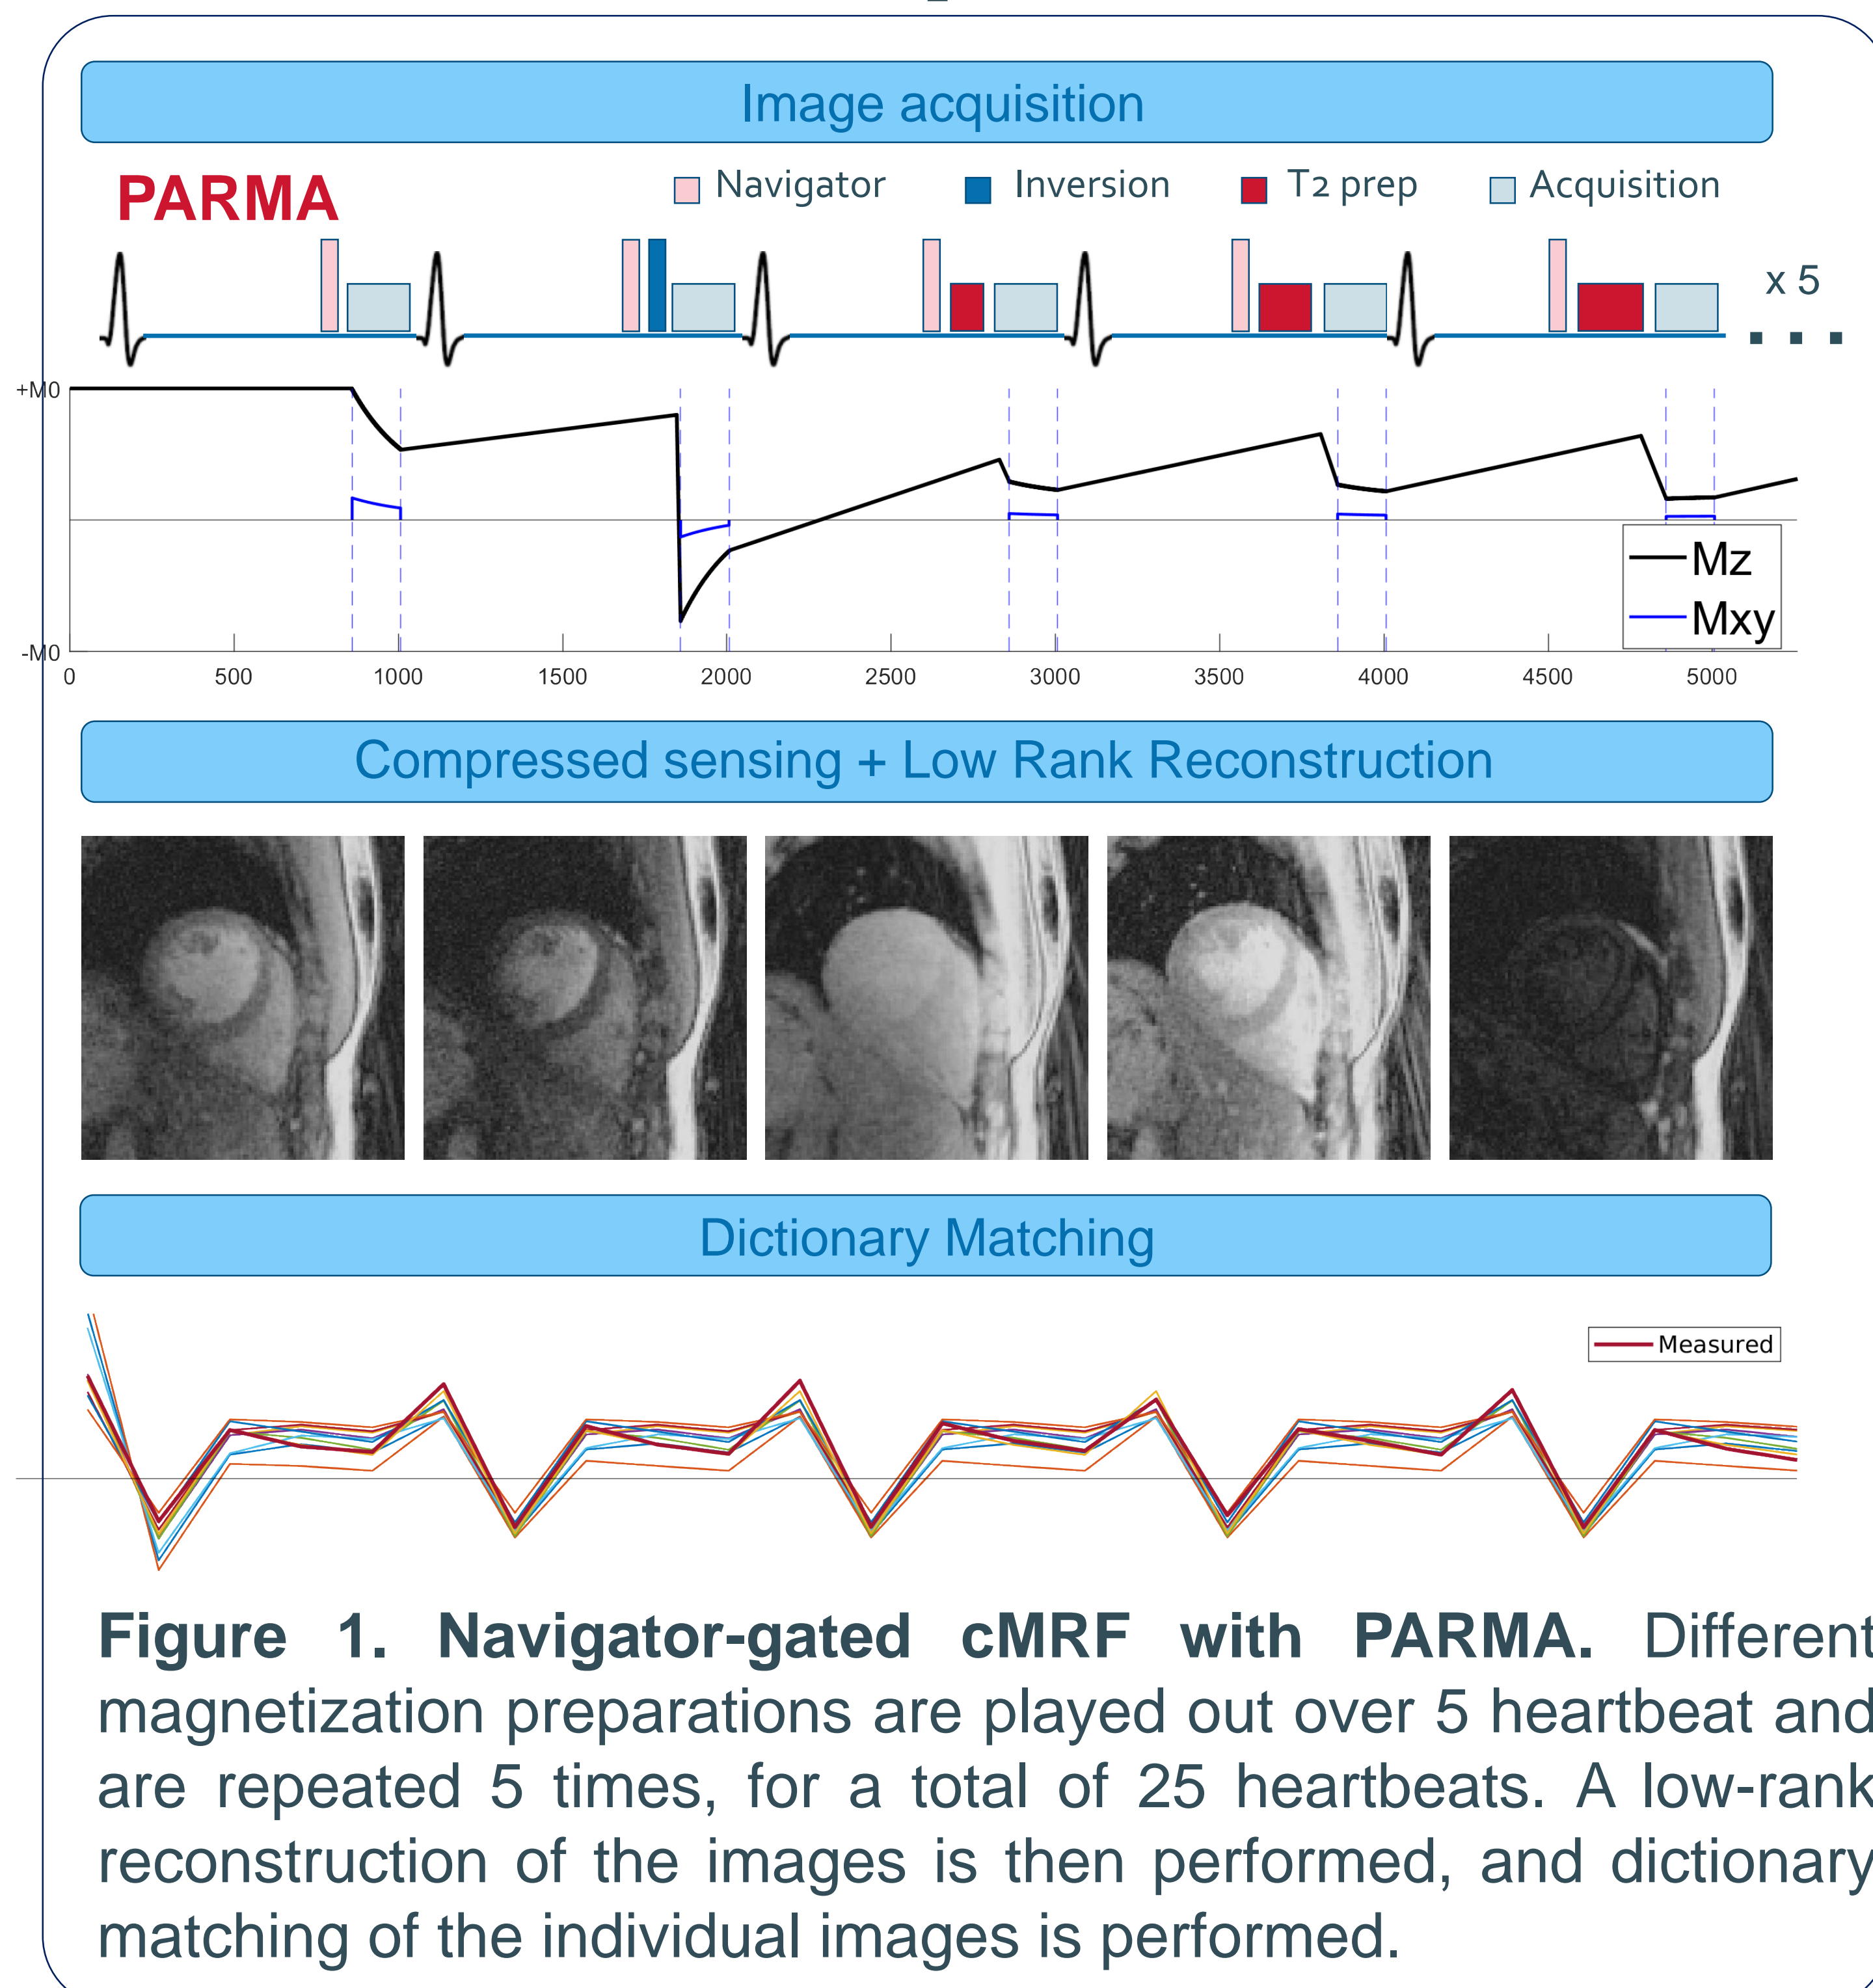 Image acquisition
PARMA
Navigator
Inversion
T2 prep
Acquisition
x 5
. . .
+M0
-M0
Mz
Mxy
0 500 1000 1500 2000 2500 3000 3500 4000 4500 5000
Compressed sensing + Low Rank Reconstruction
Dictionary Matching
Measured
Figure 1. Navigator-gated cMRF with PARMA. Different
magnetization preparations are played out over 5 heartbeat and
are repeated 5 times, for a total of 25 heartbeats. A low-rank
reconstruction of the images is then performed, and dictionary
matching of the individual images is performed.